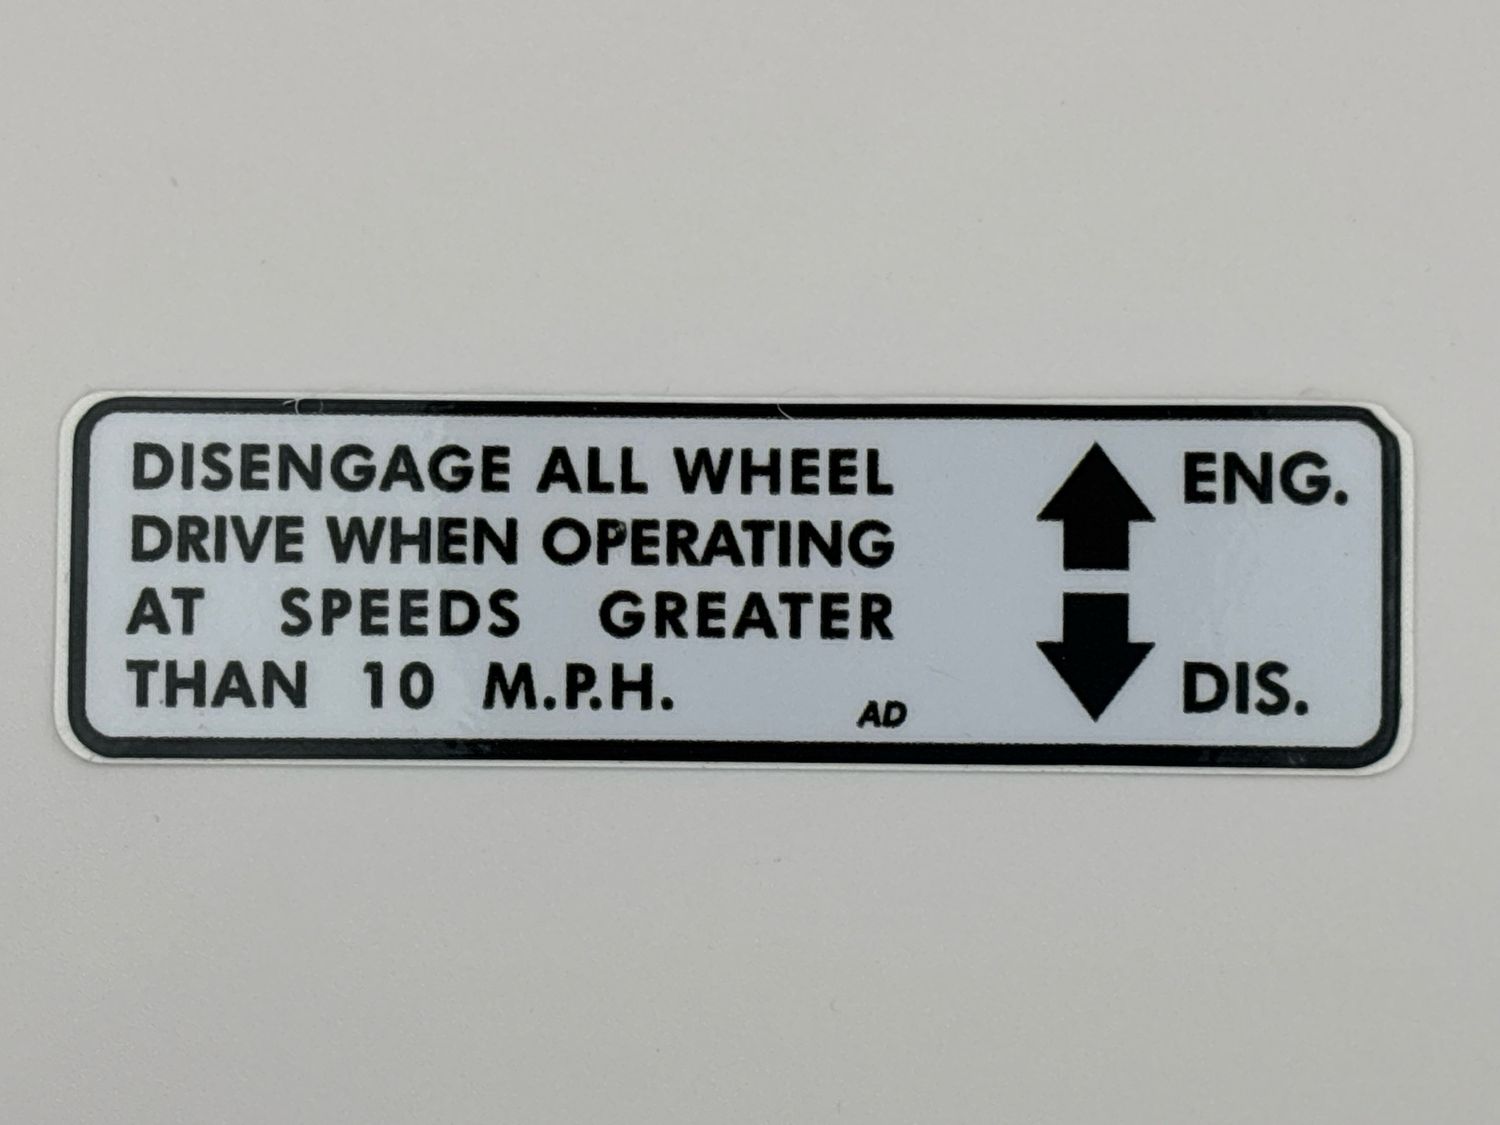 DISENGAGE ALL WHEEL
DRIVE WHEN OPERATING
AT SPEEDS GREATER
THAN 10 M.P.H.
AD
ENG.
DIS.